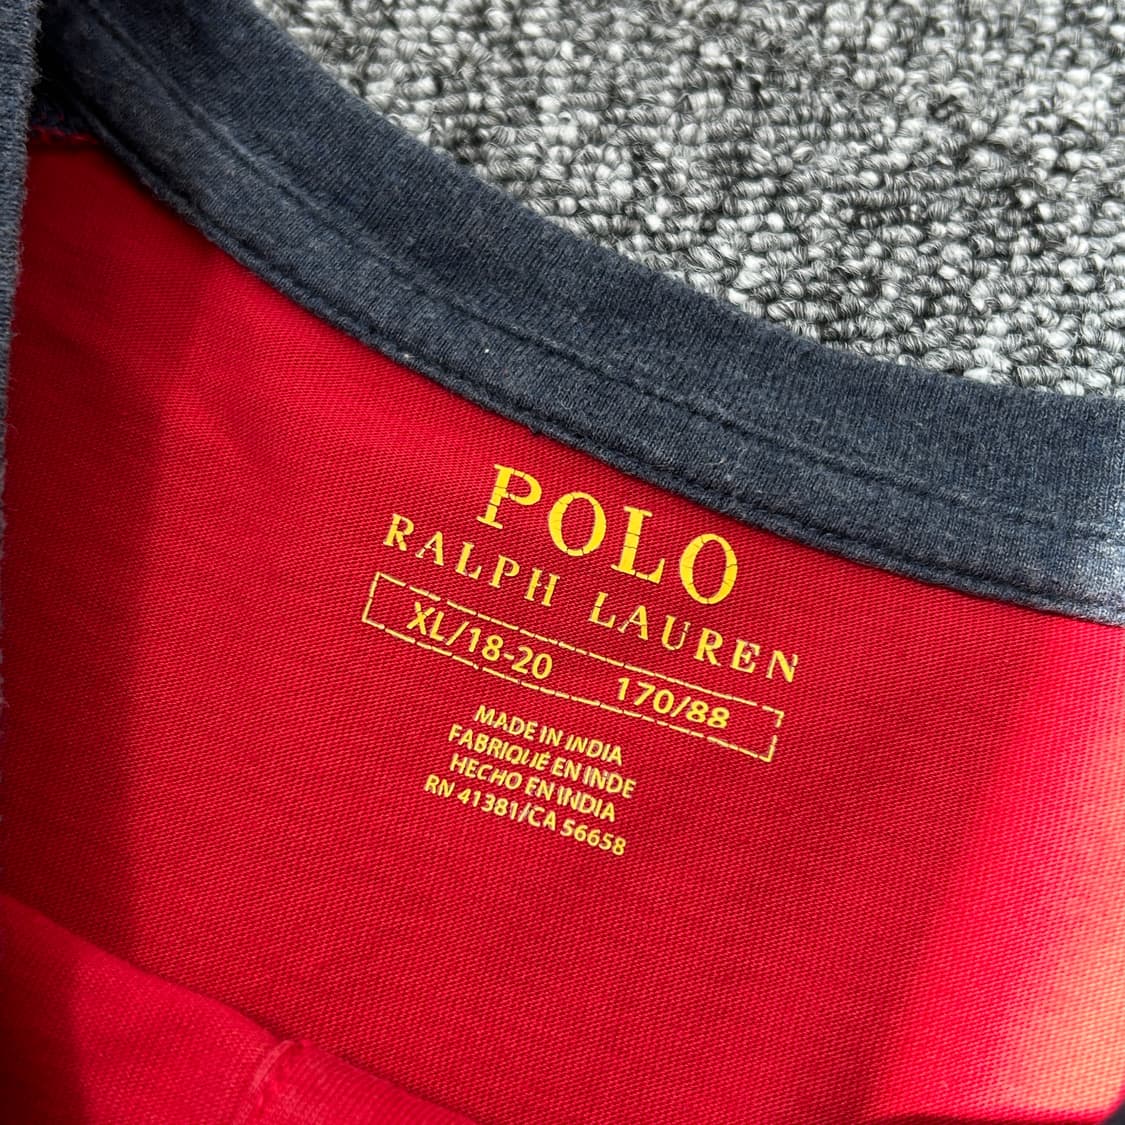 POLO
RALPH LAUREN
XL/18-20 170/88
MADE IN INDIA
FABRIQUÉ EN INDE
HECHO EN INDIA
RN 41381/CA 56658